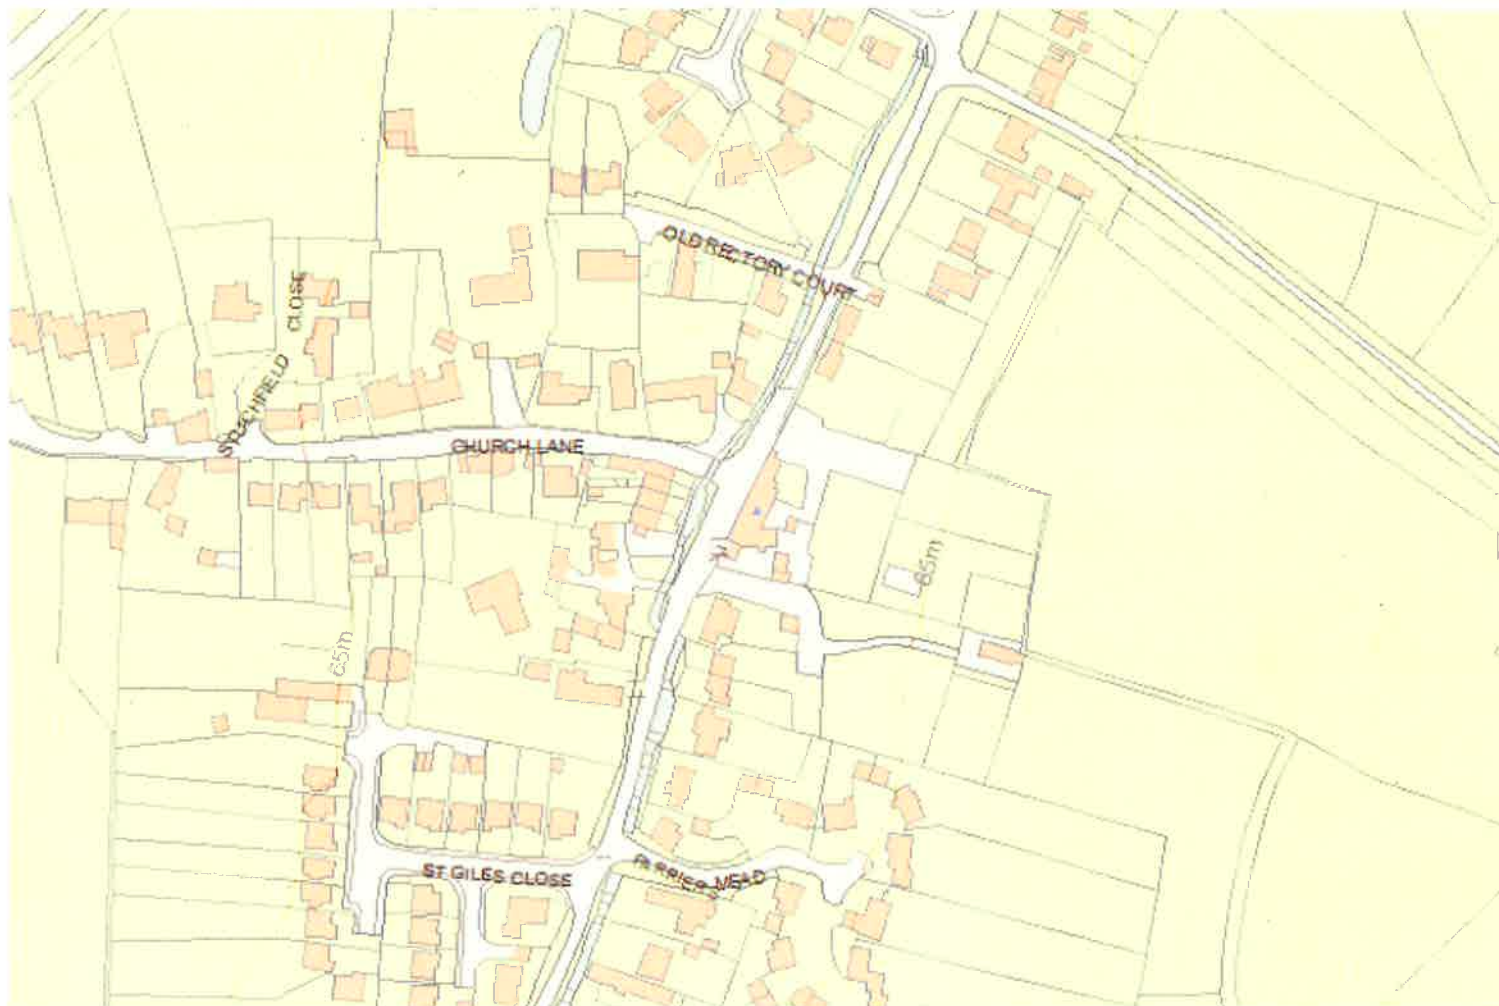 OLD RECTORY COURT
CLOSE
CHURCH LANE
65m
65m
ST GILES CLOSE
MEAD